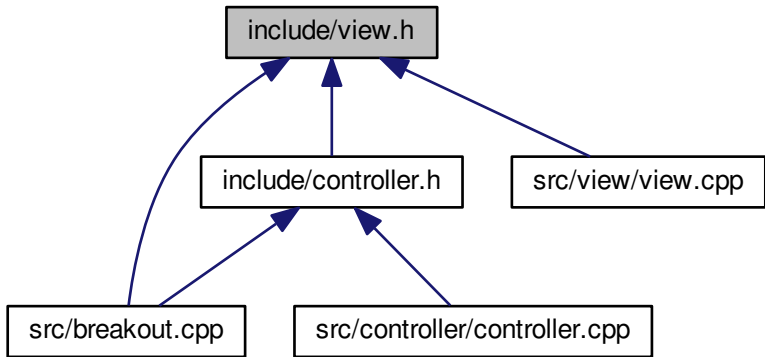 include/view.h
include/controller.h
src/view/view.cpp
src/breakout.cpp
src/controller/controller.cpp